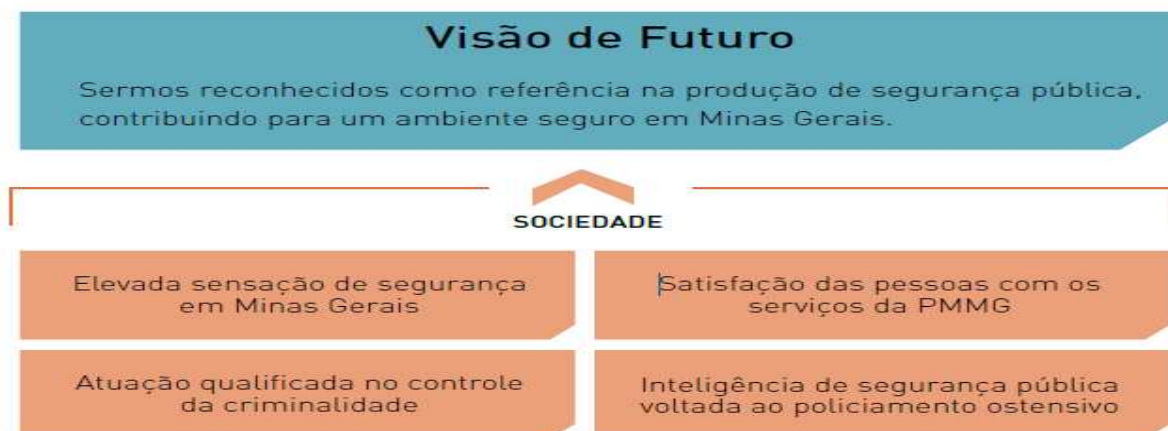 Visão de Futuro
Sermos reconhecidos como referência na produção de segurança pública,
contribuindo para um ambiente seguro em Minas Gerais.
SOCIEDADE
Elevada sensação de segurança
em Minas Gerais
Satisfação das pessoas com os
serviços da PMMG
Atuação qualificada no controle
da criminalidade
Inteligência de segurança pública
voltada ao policiamento ostensivo